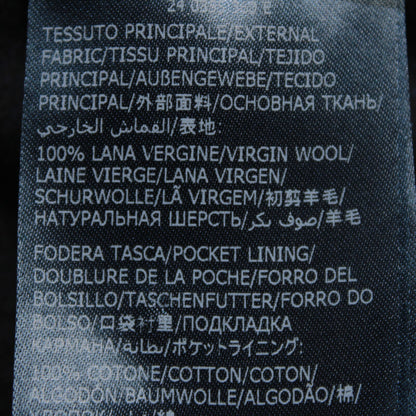 TESSUTO PRINCIPALE/EXTERNAL
FABRIC/TISSU PRINCIPAL/TEJIDO
PRINCIPAL/AUßENGEWEBE/TECIDO
PRINCIPAL/外部面料/ОСНОВНАЯ ТКАНЬ/
القماش الخارجي/表地:
100% LANA VERGINE/VIRGIN WOOL/
LAINE VIERGE/LANA VIRGEN/
SCHURWOLLE/LÃ VIRGEM/初剪羊毛/
НАТУРАЛЬНАЯ ШЕРСТЬ/صوف بكر/羊毛
FODERA TASCA/POCKET LINING/
DOUBLURE DE LA POCHE/FORRO DEL
BOLSILLO/TASCHENFUTTER/FORRO DO
BOLSO/口袋衬里/ПОДКЛАДКА
КАРМАНА/بطانة/ポケットライニング:
100% COTONE/COTTON/COTON/
ALGODÓN/BAUMWOLLE/ALGODÃO/棉/